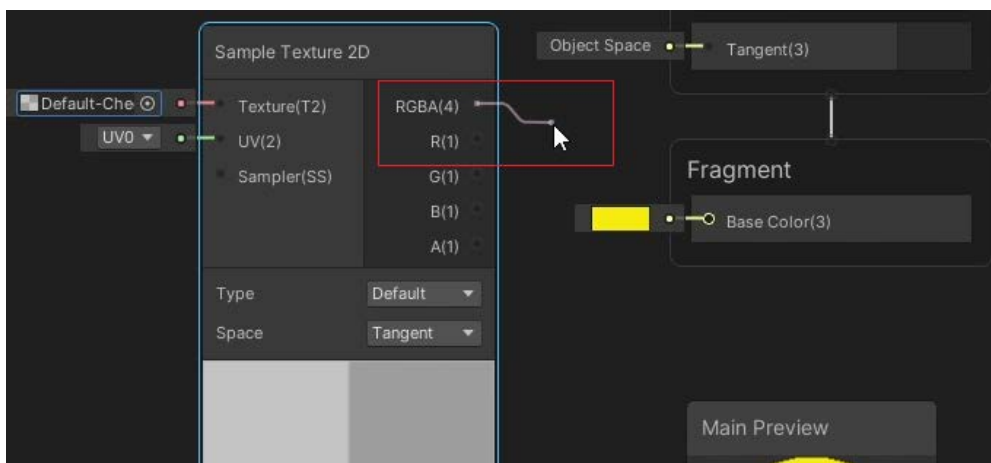 Sample Texture 2D
Default-Che
Texture(T2)
RGBA(4)
UV0
UV(2)
R(1)
Sampler(SS)
G(1)
B(1)
A(1)
Type
Default
Space
Tangent
Object Space
Tangent(3)
Fragment
Base Color(3)
Main Preview